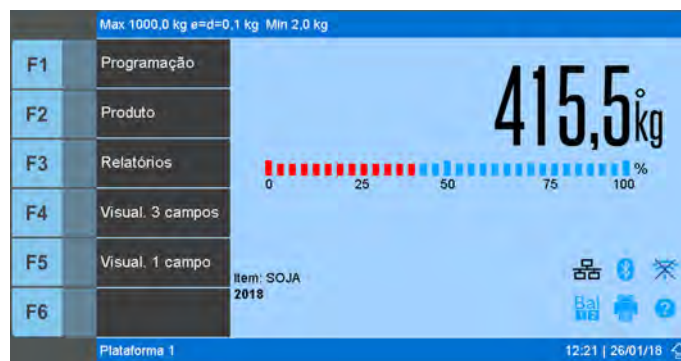 Max 1000,0 kg e=d=0,1 kg Min 2,0 kg
F1 Programação
F2 Produto
F3 Relatórios
F4 Visual. 3 campos
F5 Visual. 1 campo
F6
415,5 kg
%
0 25 50 75 100
Item: SOJA
2018
Bal
1 2
?
Plataforma 1 12:21 | 26/01/18